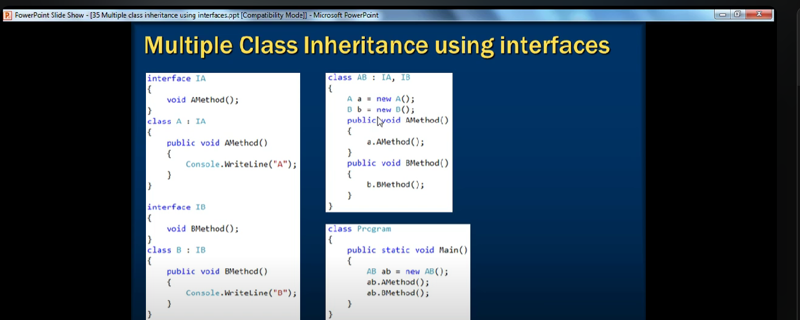 PowerPoint Slide Show - [35 Multiple class inheritance using interfaces.ppt [Compatibility Mode]] - Microsoft PowerPoint
Multiple Class Inheritance using interfaces
interface IA
{
void AMethod();
}
class A : IA
{
public void AMethod()
{
Console.WriteLine("A");
}
}
interface IB
{
void BMethod();
}
class B : IB
{
public void BMethod()
{
Console.WriteLine("B");
}
}
class AB : IA, IB
{
A a = new A();
B b = new B();
public void AMethod()
{
a.AMethod();
}
public void BMethod()
{
b.BMethod();
}
}
class Program
{
public static void Main()
{
AB ab = new AB();
ab.AMethod();
ab.BMethod();
}
}